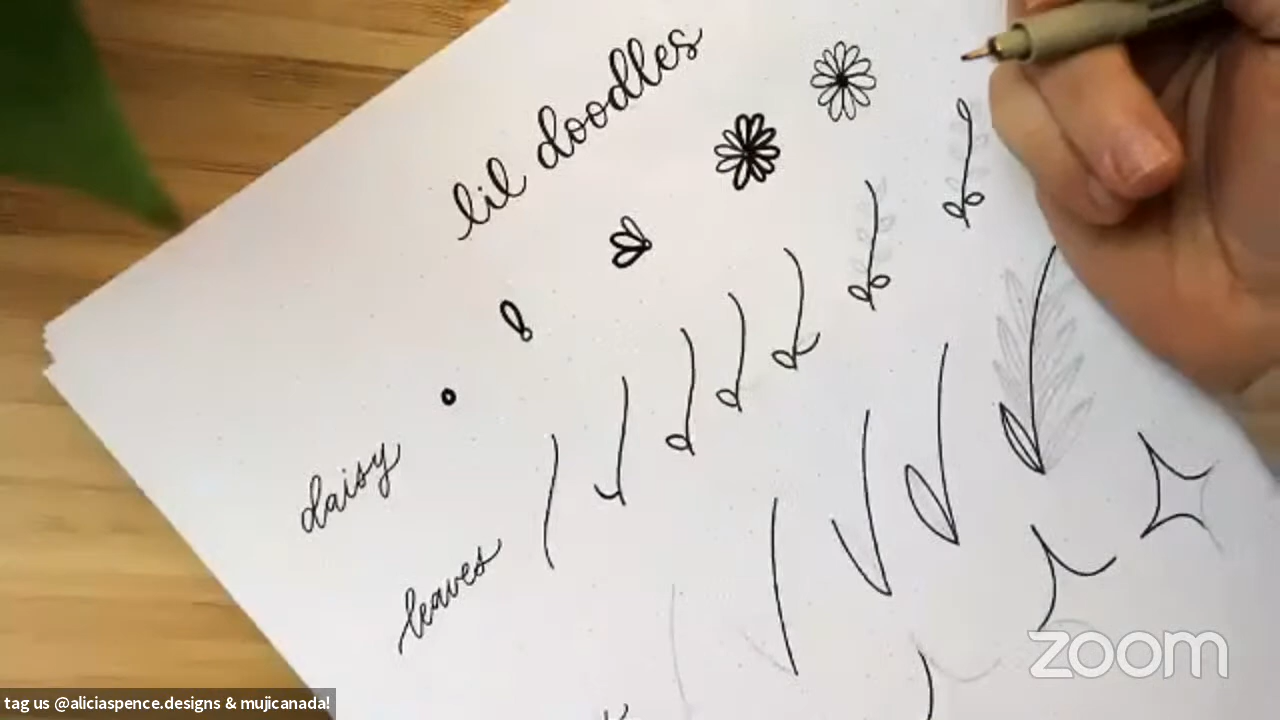 lil doodles
daisy
leaves
zoom
tag us @aliciaspence.designs & mujicanada!